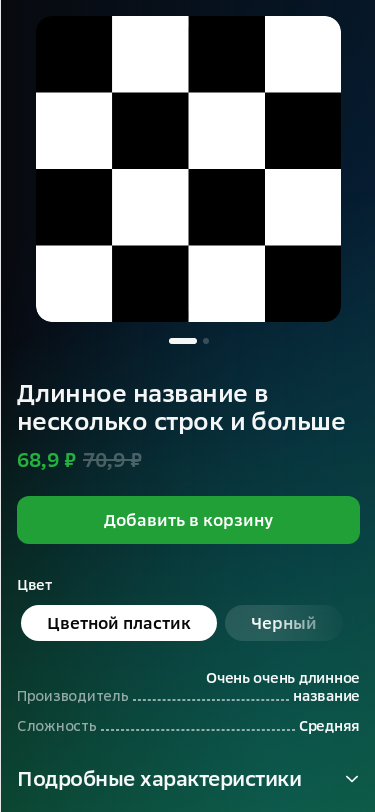 Длинное название в
несколько строк и больше
68,9 ₽ 70,9 ₽
Добавить в корзину
Цвет
Цветной пластик Черный
Очень очень длинное
Производитель название
Сложность Средняя
Подробные характеристики